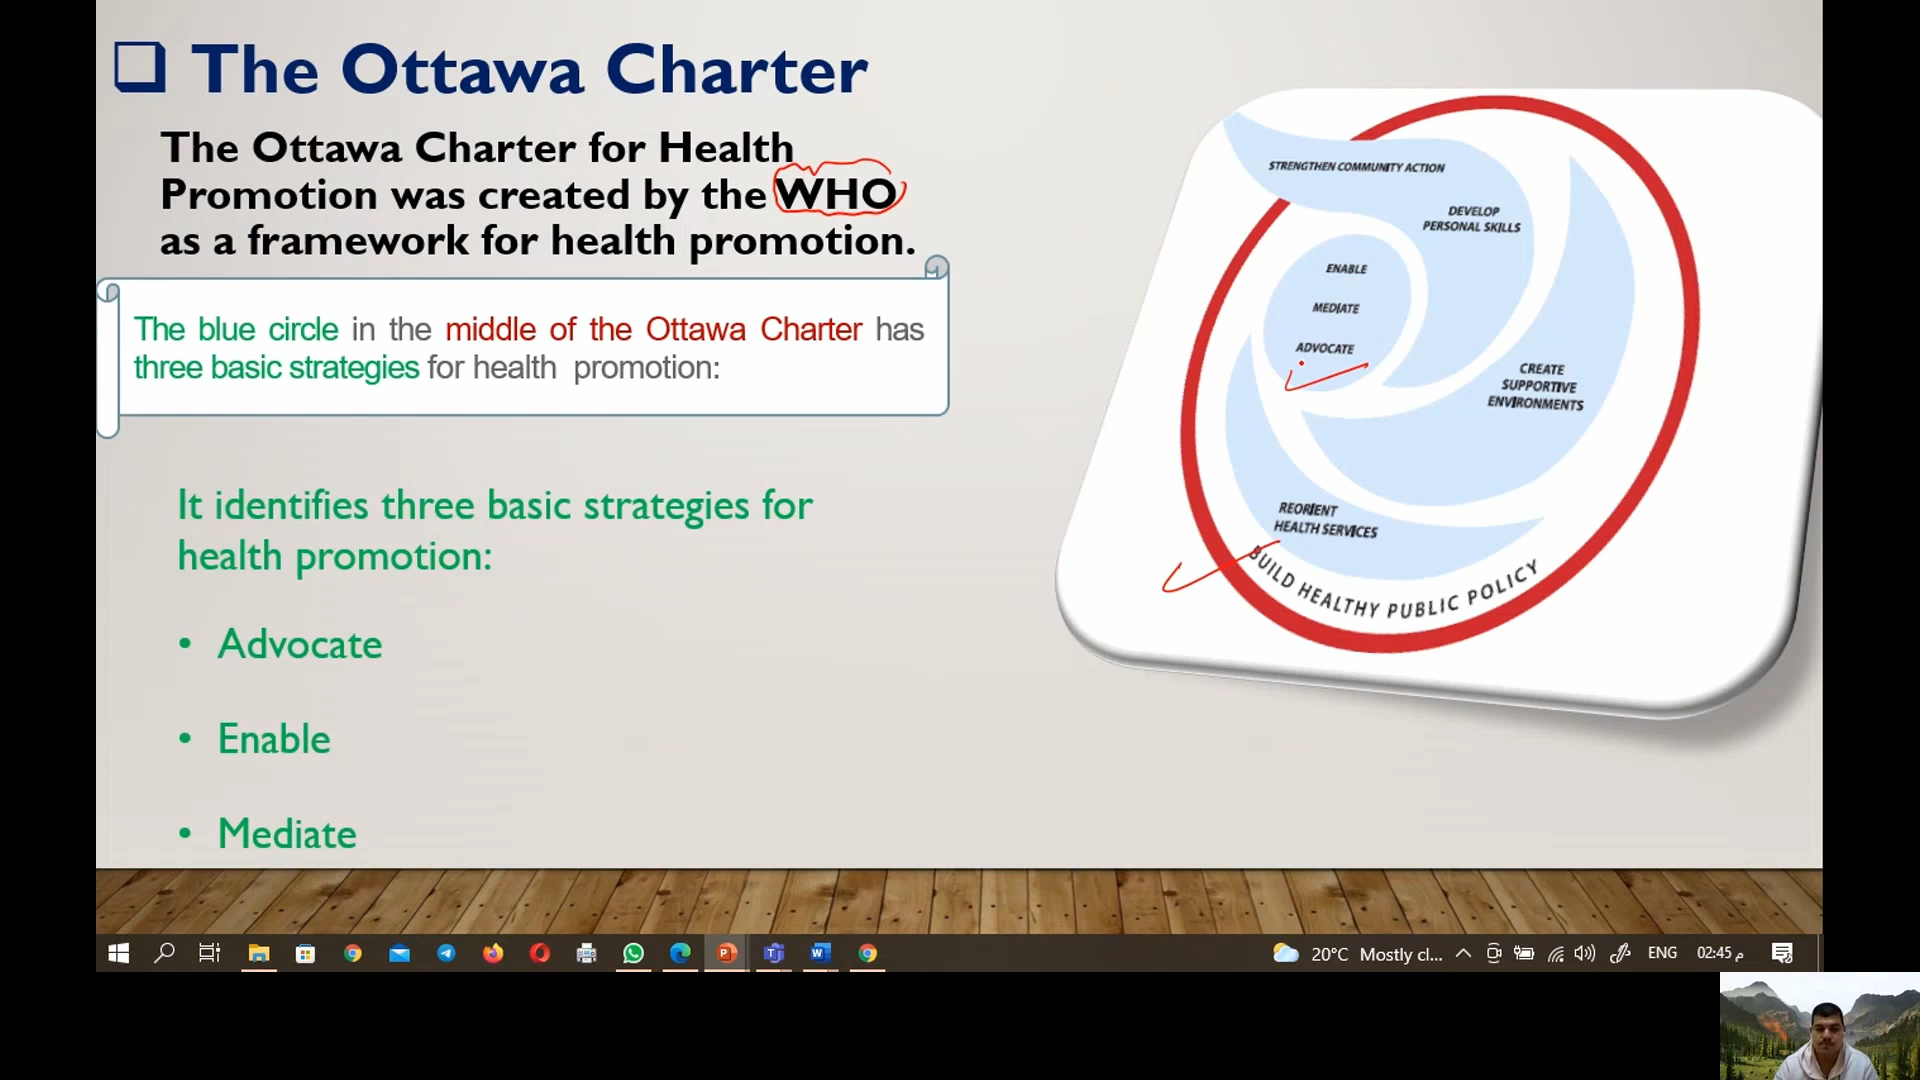 The Ottawa Charter
The Ottawa Charter for Health
Promotion was created by the WHO
as a framework for health promotion.
The blue circle in the middle of the Ottawa Charter has
three basic strategies for health promotion:
It identifies three basic strategies for
health promotion:
• Advocate
• Enable
• Mediate
STRENGTHEN COMMUNITY ACTION
DEVELOP
PERSONAL SKILLS
ENABLE
MEDIATE
ADVOCATE
CREATE
SUPPORTIVE
ENVIRONMENTS
REORIENT
HEALTH SERVICES
BUILD HEALTHY PUBLIC POLICY
20°C Mostly cl... ENG 02:45 م